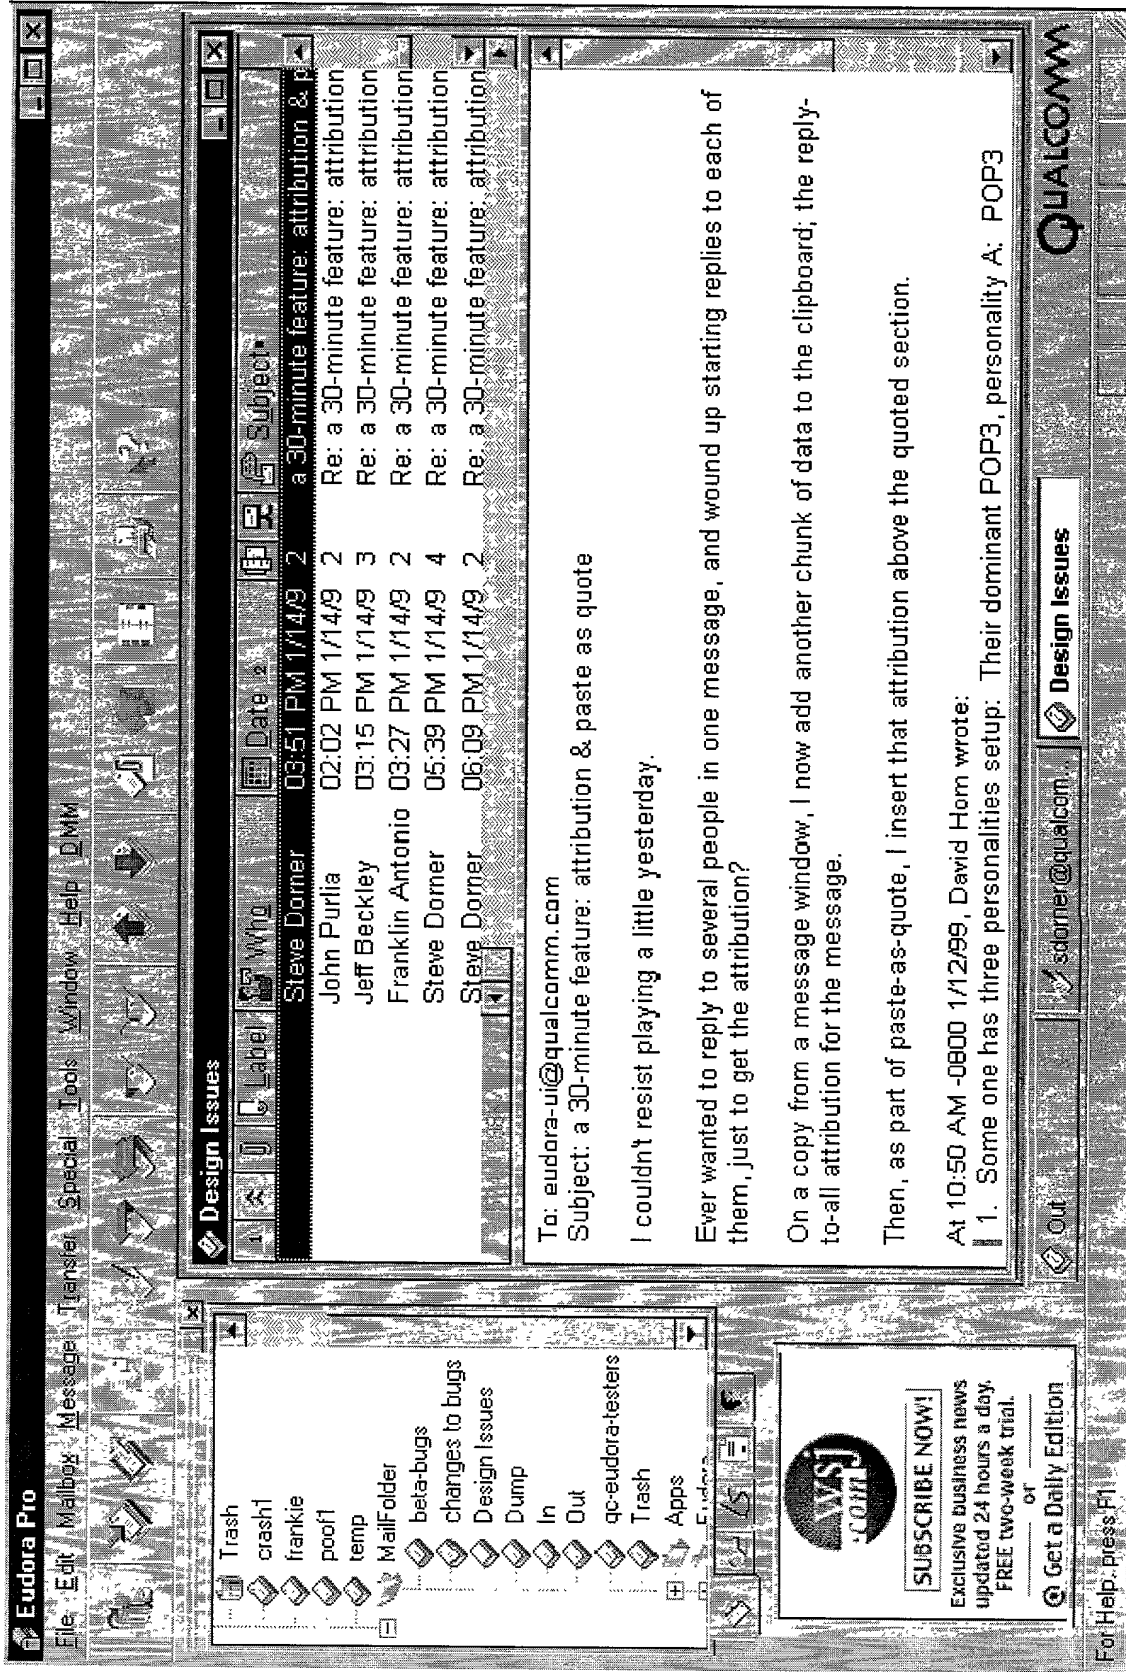 Eudora Pro
File Edit Mailbox Message Transfer Special Tools Window Help DMM
Trash
crash1
frankie
poof1
temp
MailFolder
beta-bugs
changes to bugs
Design Issues
Dump
In
Out
qc-eudora-testers
Trash
Apps
Eudora
wsj
.com
SUBSCRIBE NOW!
Exclusive business news
updated 24 hours a day.
FREE two-week trial.
or
Get a Daily Edition
Design Issues
Label Who Date 2 Subject
Steve Dorner 03:51 PM 1/14/9 2 a 30-minute feature: attribution & p
John Purlia 02:02 PM 1/14/9 2 Re: a 30-minute feature: attribution
Jeff Beckley 03:15 PM 1/14/9 3 Re: a 30-minute feature: attribution
Franklin Antonio 03:27 PM 1/14/9 2 Re: a 30-minute feature: attribution
Steve Dorner 05:39 PM 1/14/9 4 Re: a 30-minute feature: attribution
Steve Dorner 06:09 PM 1/14/9 2 Re: a 30-minute feature: attribution
To: eudora-ui@qualcomm.com
Subject: a 30-minute feature: attribution & paste as quote
I couldn't resist playing a little yesterday.
Ever wanted to reply to several people in one message, and wound up starting replies to each of
them, just to get the attribution?
On a copy from a message window, I now add another chunk of data to the clipboard; the reply-
to-all attribution for the message.
Then, as part of paste-as-quote, I insert that attribution above the quoted section.
At 10:50 AM -0800 1/12/99, David Hom wrote:
1. Some one has three personalities setup: Their dominant POP3, personality A: POP3
Out
sdorner@qualcom...
Design Issues
QUALCOMM
For Help, press F1